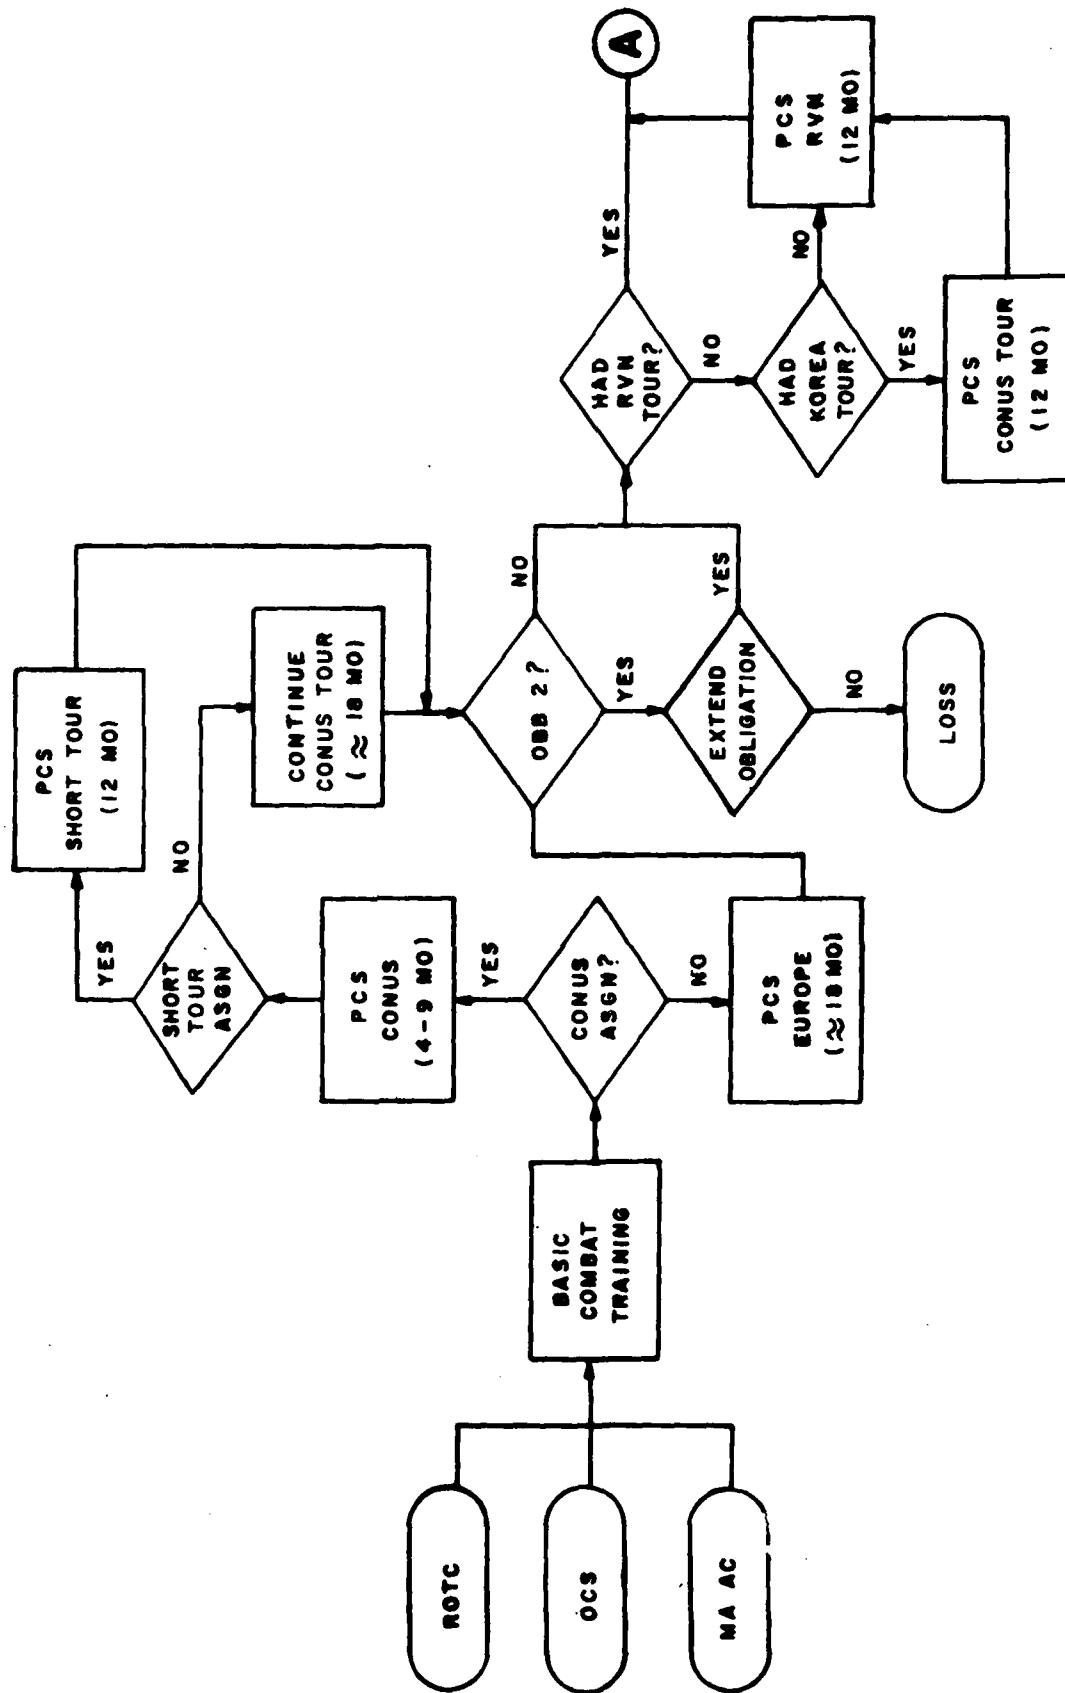 ROTC
OCS
MA AC
BASIC
COMBAT
TRAINING
CONUS
ASGN?
YES
NO
PCS
CONUS
(4-9 MO)
PCS
EUROPE
(≈18 MO)
SHORT
TOUR
ASGN
YES
NO
PCS
SHORT TOUR
(12 MO)
CONTINUE
CONUS TOUR
(≈ 18 MO)
OBB 2?
NO
YES
EXTEND
OBLIGATION
YES
NO
LOSS
HAD
RVN
TOUR?
YES
NO
HAD
KOREA
TOUR?
NO
YES
PCS
RVN
(12 MO)
PCS
CONUS TOUR
(12 MO)
A